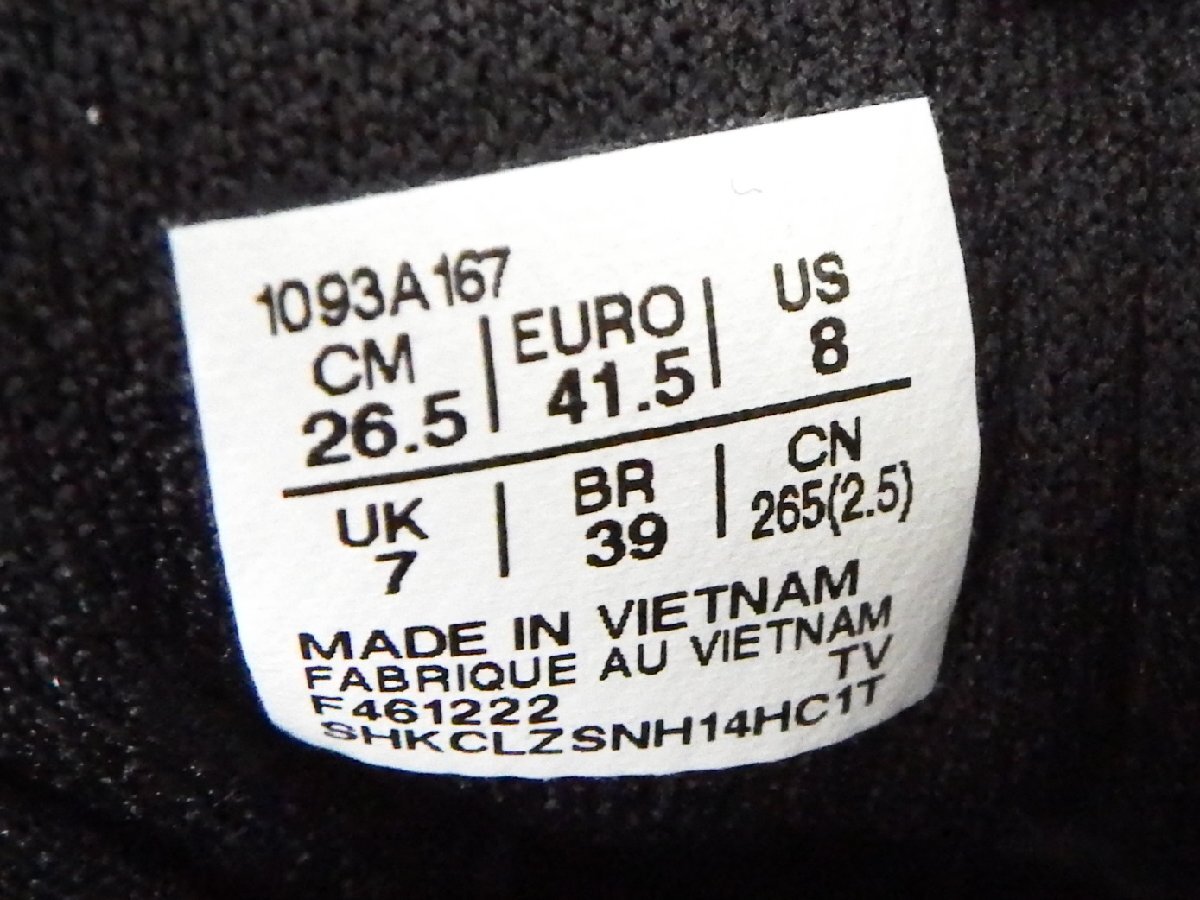 1093A167
CM EURO US
26.5 41.5 8
UK BR CN
7 39 265(2.5)
MADE IN VIETNAM
FABRIQUE AU VIETNAM
F461222 TV
SHKCLZSNH14HC1T